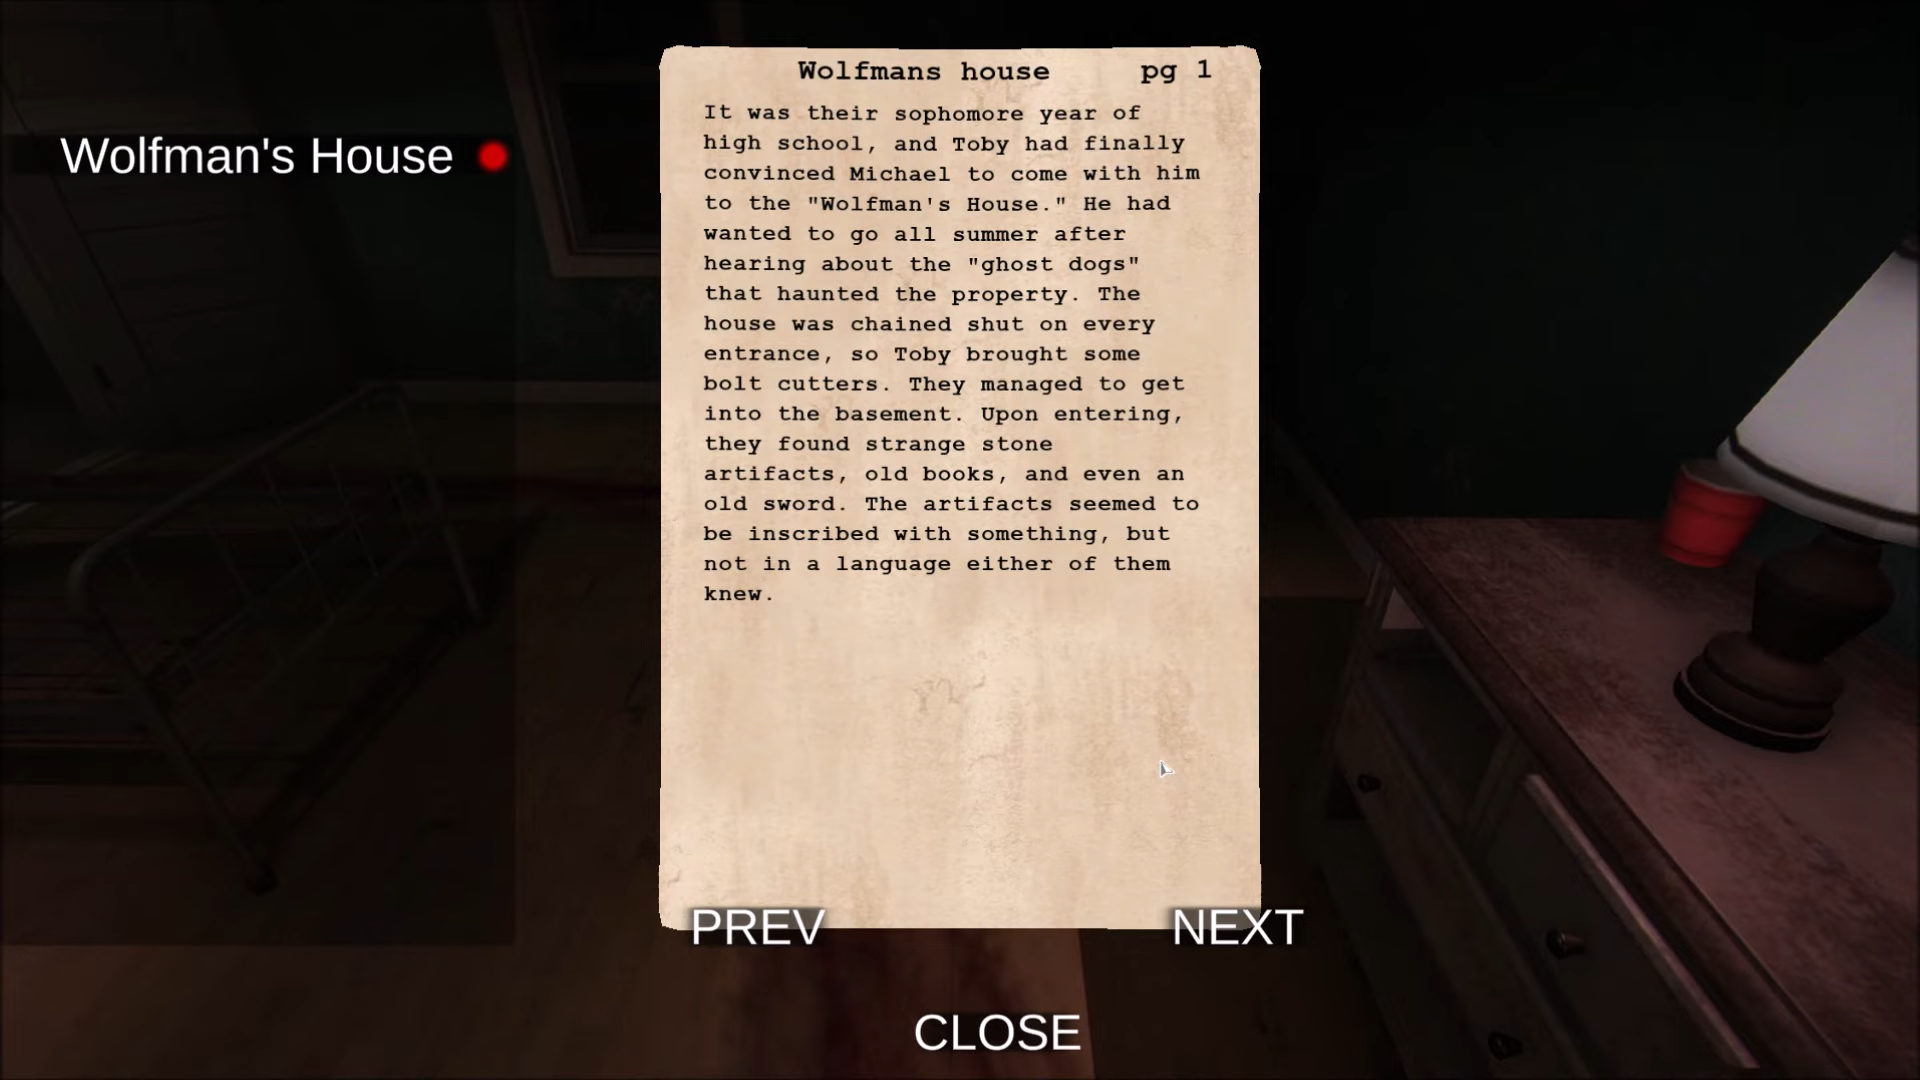 Wolfman's House
Wolfmans house pg 1
It was their sophomore year of
high school, and Toby had finally
convinced Michael to come with him
to the "Wolfman's House." He had
wanted to go all summer after
hearing about the "ghost dogs"
that haunted the property. The
house was chained shut on every
entrance, so Toby brought some
bolt cutters. They managed to get
into the basement. Upon entering,
they found strange stone
artifacts, old books, and even an
old sword. The artifacts seemed to
be inscribed with something, but
not in a language either of them
knew.
PREV NEXT
CLOSE